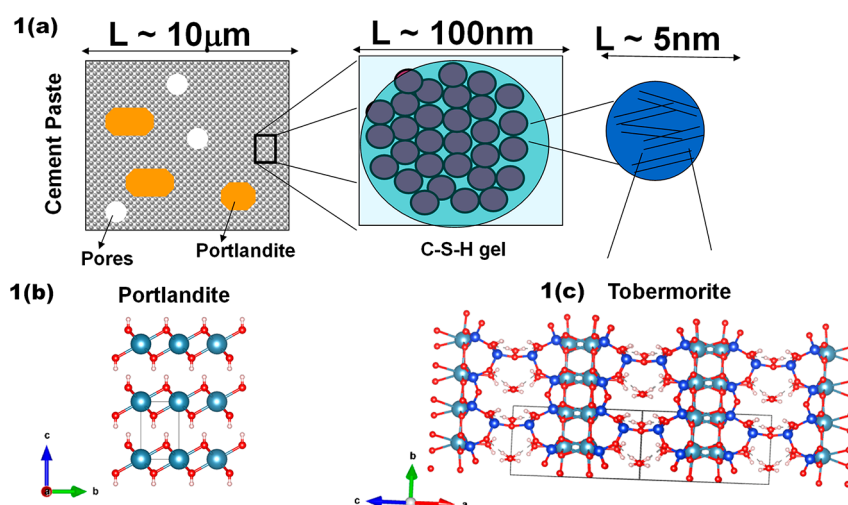 1(a)
L ~ 10μm
L ~ 100nm
L ~ 5nm
Cement Paste
Pores
Portlandite
C-S-H gel
1(b)
Portlandite
1(c)
Tobermorite
c
a
b
b
c
a